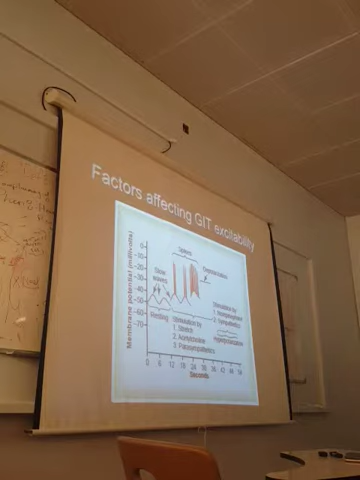 Factors affecting GIT excitability
Membrane potential (millivolts)
0
-10
-20
-30
-40
-50
-60
-70
Spikes
Slow
waves
Depolarization
Resting
Stimulation by
1. Stretch
2. Acetylcholine
3. Parasympathetics
Stimulation by
1. Norepinephrine
2. Sympathetics
Hyperpolarization
0 6 12 18 24 30 36 42 48 54
Seconds